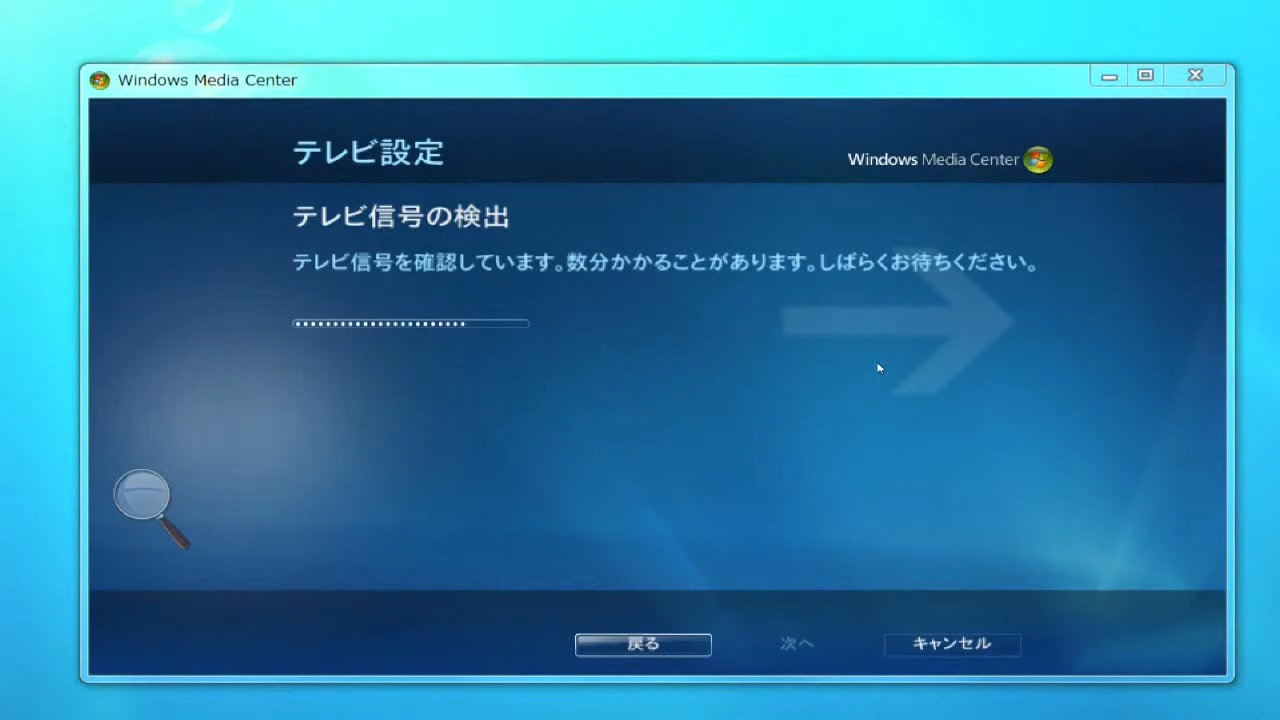 Windows Media Center
テレビ設定
Windows Media Center
テレビ信号の検出
テレビ信号を確認しています。数分かかることがあります。しばらくお待ちください。
戻る
次へ
キャンセル